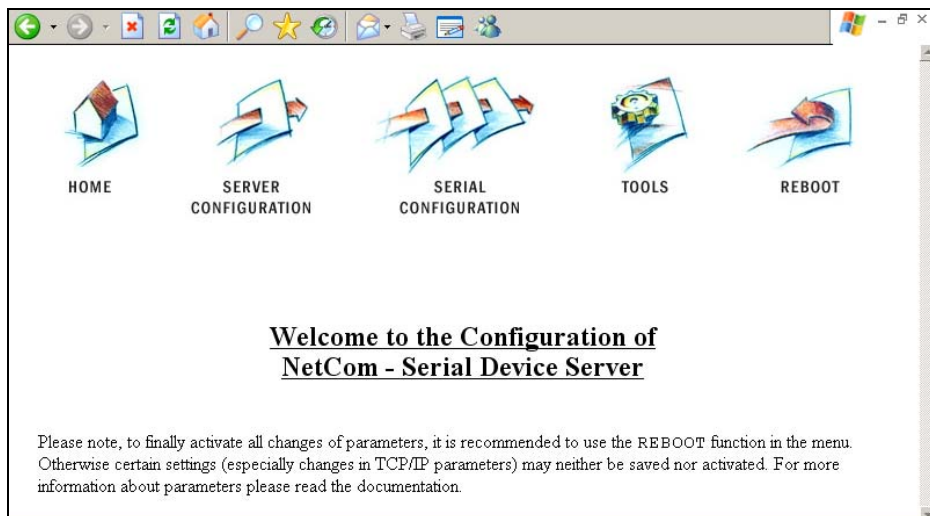 HOME
SERVER
CONFIGURATION
SERIAL
CONFIGURATION
TOOLS
REBOOT
Welcome to the Configuration of
NetCom - Serial Device Server
Please note, to finally activate all changes of parameters, it is recommended to use the REBOOT function in the menu.
Otherwise certain settings (especially changes in TCP/IP parameters) may neither be saved nor activated. For more
information about parameters please read the documentation.